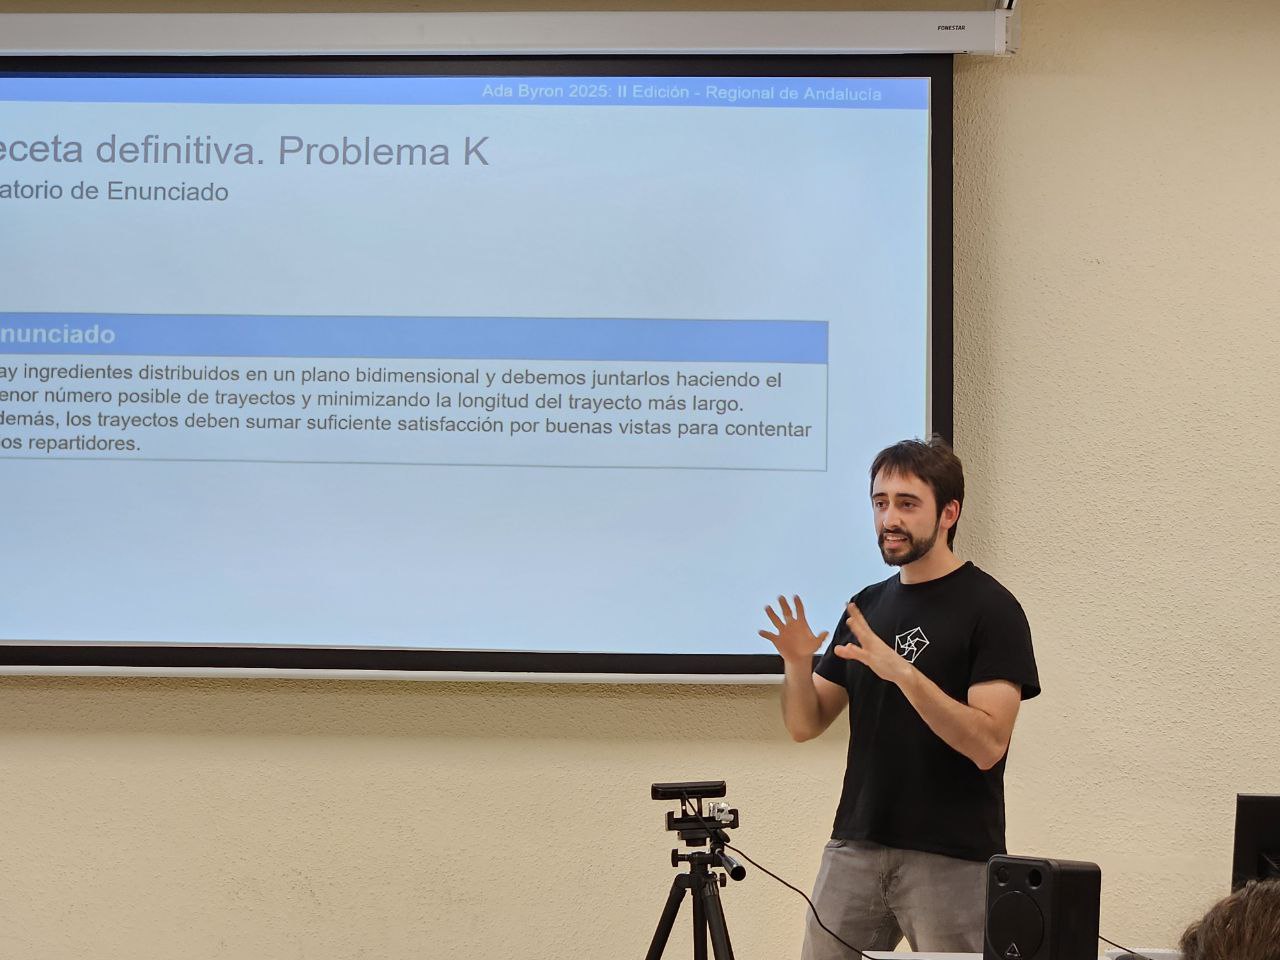 FONESTAR
Ada Byron 2025: II Edición - Regional de Andalucía
eceta definitiva. Problema K
atorio de Enunciado
nunciado
ay ingredientes distribuidos en un plano bidimensional y debemos juntarlos haciendo el
enor número posible de trayectos y minimizando la longitud del trayecto más largo.
demás, los trayectos deben sumar suficiente satisfacción por buenas vistas para contentar
os repartidores.